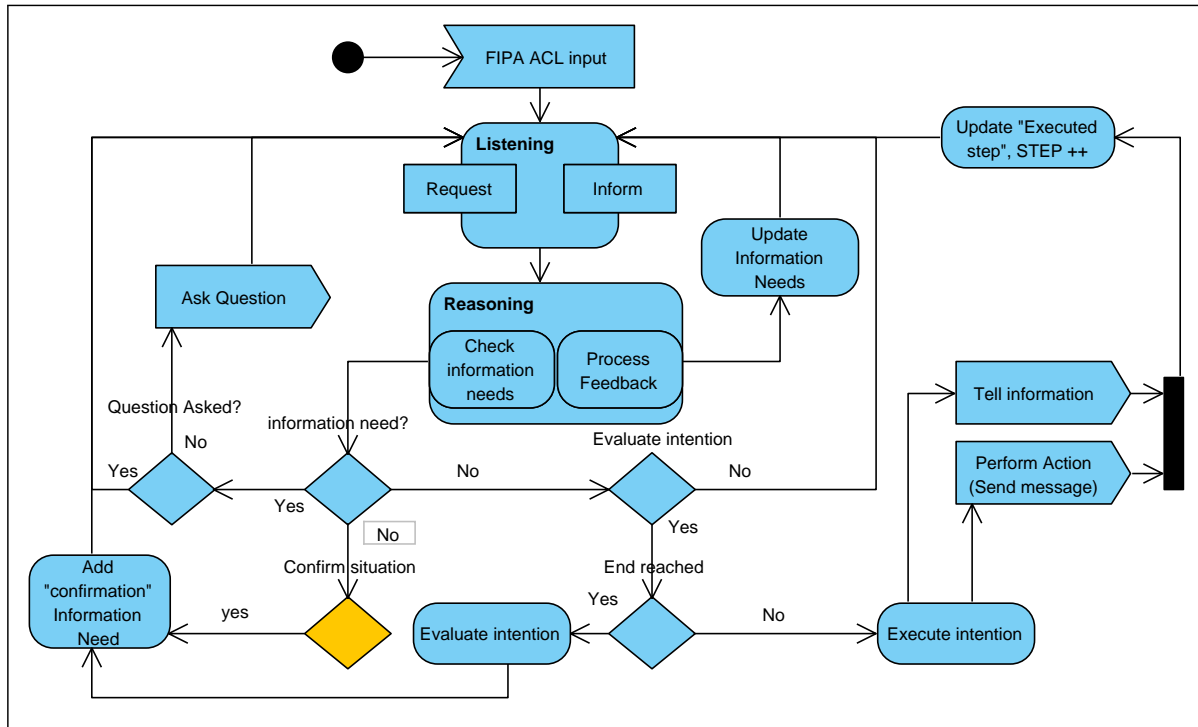 FIPA ACL input
Listening
Request
Inform
Update "Executed
step", STEP ++
Update
Information
Needs
Ask Question
Reasoning
Check
information
needs
Process
Feedback
Tell information
Question Asked?
information need?
Evaluate intention
No
Yes
Yes
No
No
Perform Action
(Send message)
No
Yes
Confirm situation
End reached
Add
"confirmation"
Information
Need
yes
Yes
Evaluate intention
No
Execute intention